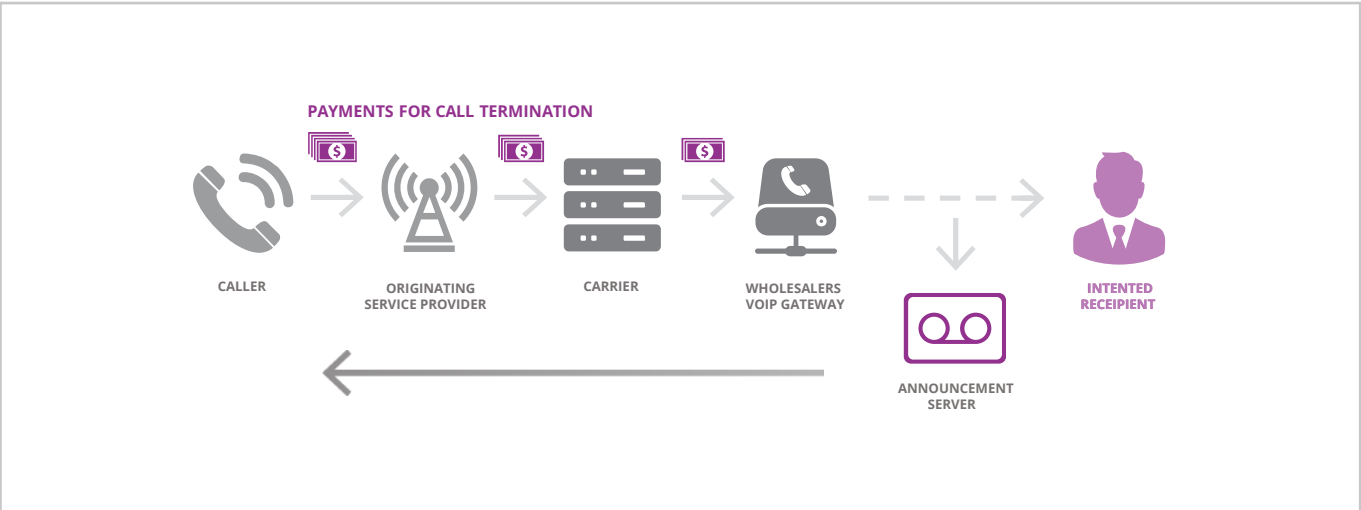 PAYMENTS FOR CALL TERMINATION
$
$
$
CALLER
ORIGINATING
SERVICE PROVIDER
CARRIER
WHOLESALERS
VOIP GATEWAY
INTENTED
RECEIPIENT
ANNOUNCEMENT
SERVER